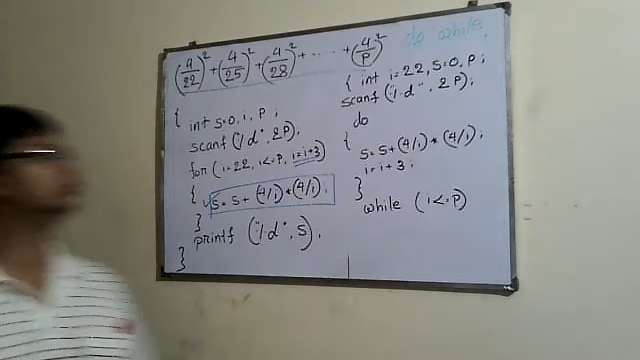 (4/22)² + (4/25)² + (4/28)² + ...... + (4/P)²
do while
{ int s=0, i, P ;
scanf ("%d", &P);
for (i=22, i<=P, i=i+3)
{ s = s + (4/i)*(4/i);
}
printf ("%d", s).
}
{ int i=22, s=0, P ;
scanf ("%d", &P);
do
{
s = s + (4/i) * (4/i);
i = i + 3 ;
}
while (i<=P)